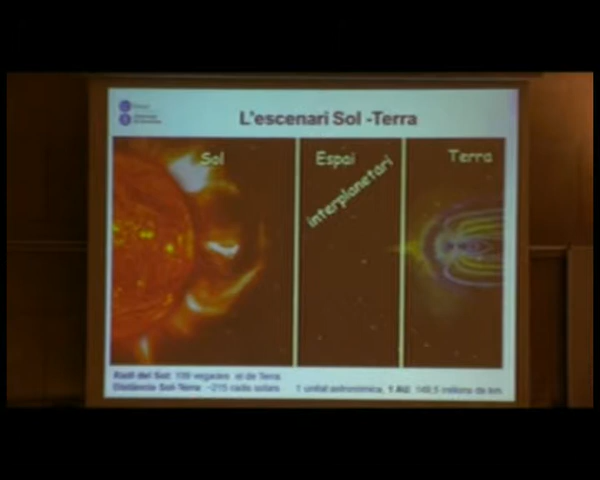 L'escenari Sol -Terra
Sol
Espai
interplanetari
Terra
Radi del Sol: 109 vegades el de Terra
Distància Sol-Terra: ~215 radis solars
1 unitat astronòmica, 1 AU: 149,5 milions de km